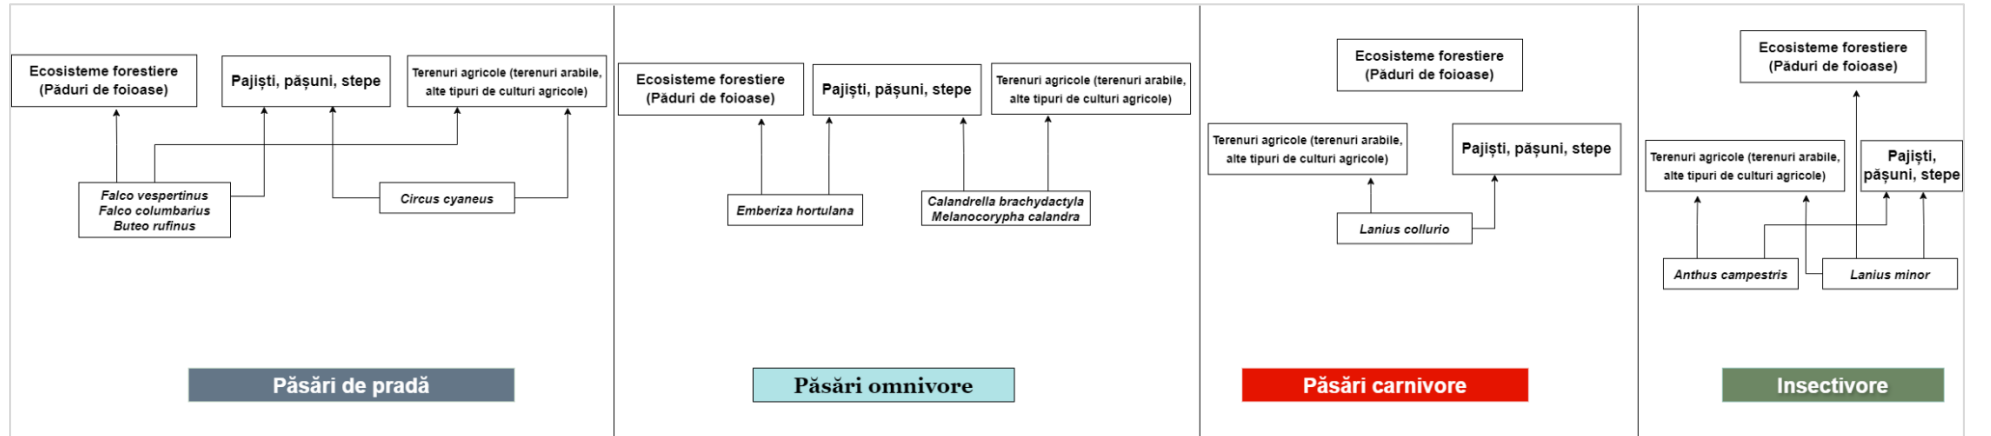 Ecosisteme forestiere
(Păduri de foioase)
Pajiști, pășuni, stepe
Terenuri agricole (terenuri arabile,
alte tipuri de culturi agricole)
Falco vespertinus
Falco columbarius
Buteo rufinus
Circus cyaneus
Păsări de pradă
Ecosisteme forestiere
(Păduri de foioase)
Pajiști, pășuni, stepe
Terenuri agricole (terenuri arabile,
alte tipuri de culturi agricole)
Emberiza hortulana
Calandrella brachydactyla
Melanocorypha calandra
Păsări omnivore
Ecosisteme forestiere
(Păduri de foioase)
Terenuri agricole (terenuri arabile,
alte tipuri de culturi agricole)
Pajiști, pășuni, stepe
Lanius collurio
Păsări carnivore
Ecosisteme forestiere
(Păduri de foioase)
Terenuri agricole (terenuri arabile,
alte tipuri de culturi agricole)
Pajiști,
pășuni, stepe
Anthus campestris
Lanius minor
Insectivore